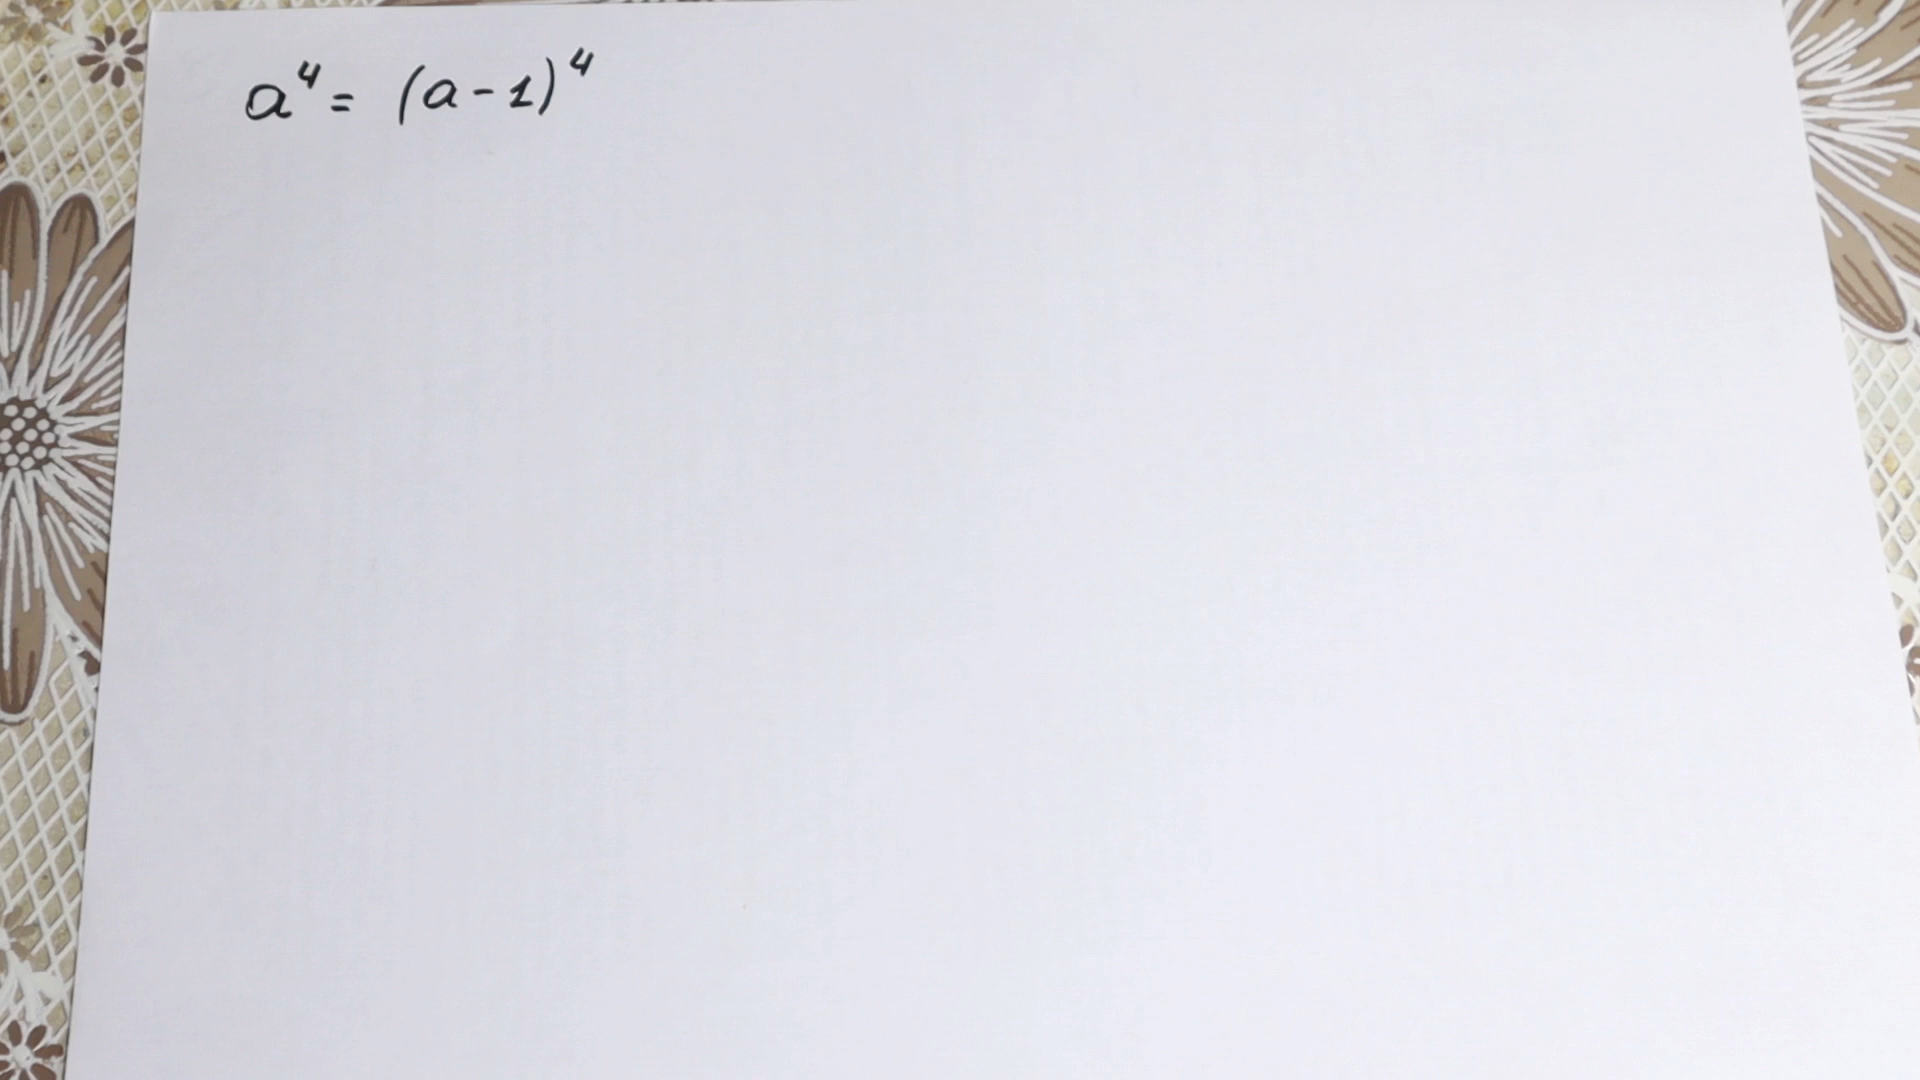 a⁴ = (a - 1)⁴